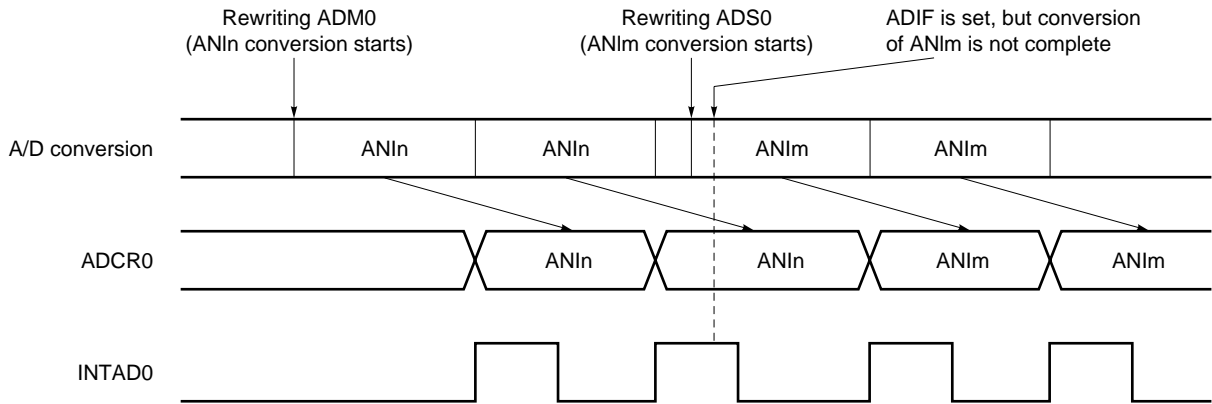 Rewriting ADM0
(ANIn conversion starts)
Rewriting ADS0
(ANIm conversion starts)
ADIF is set, but conversion
of ANIm is not complete
A/D conversion
ANIn
ANIn
ANIm
ANIm
ADCR0
ANIn
ANIn
ANIm
ANIm
INTAD0